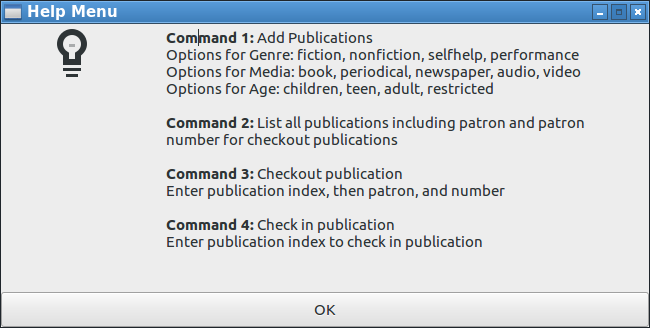 Help Menu
Command 1: Add Publications
Options for Genre: fiction, nonfiction, selfhelp, performance
Options for Media: book, periodical, newspaper, audio, video
Options for Age: children, teen, adult, restricted
Command 2: List all publications including patron and patron
number for checkout publications
Command 3: Checkout publication
Enter publication index, then patron, and number
Command 4: Check in publication
Enter publication index to check in publication
OK